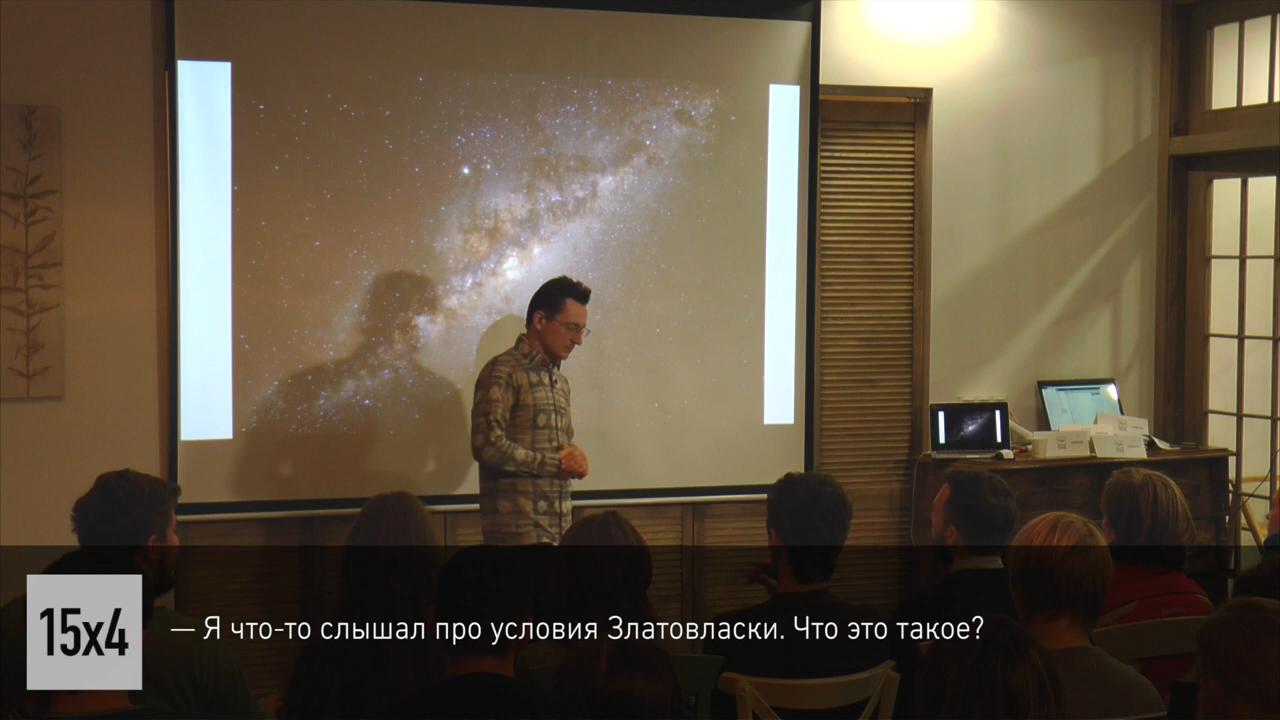 15x4
— Я что-то слышал про условия Златовласки. Что это такое?